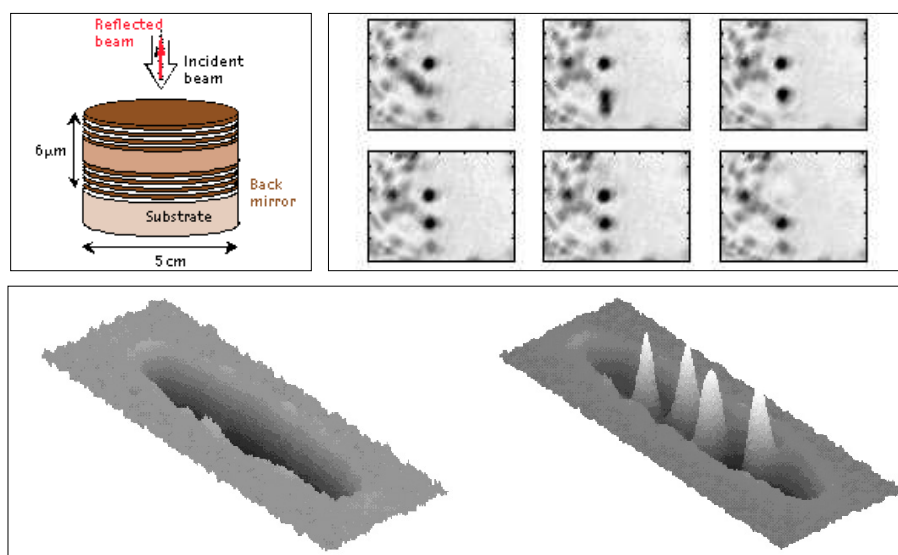 Reflected
beam
Incident
beam
6µm
Back
mirror
Substrate
5 cm